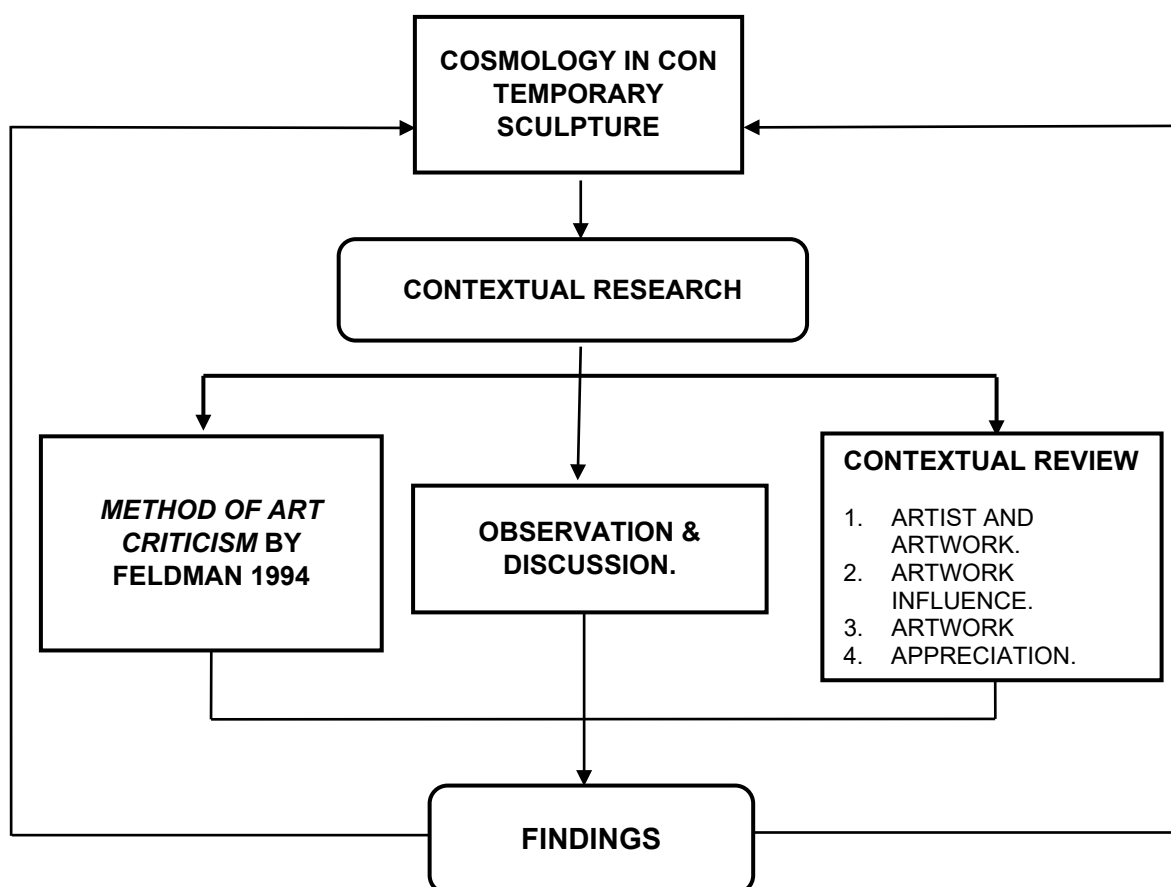 COSMOLOGY IN CON
TEMPORARY
SCULPTURE
CONTEXTUAL RESEARCH
METHOD OF ART
CRITICISM BY
FELDMAN 1994
OBSERVATION &
DISCUSSION.
CONTEXTUAL REVIEW
1. ARTIST AND
ARTWORK.
2. ARTWORK
INFLUENCE.
3. ARTWORK
4. APPRECIATION.
FINDINGS